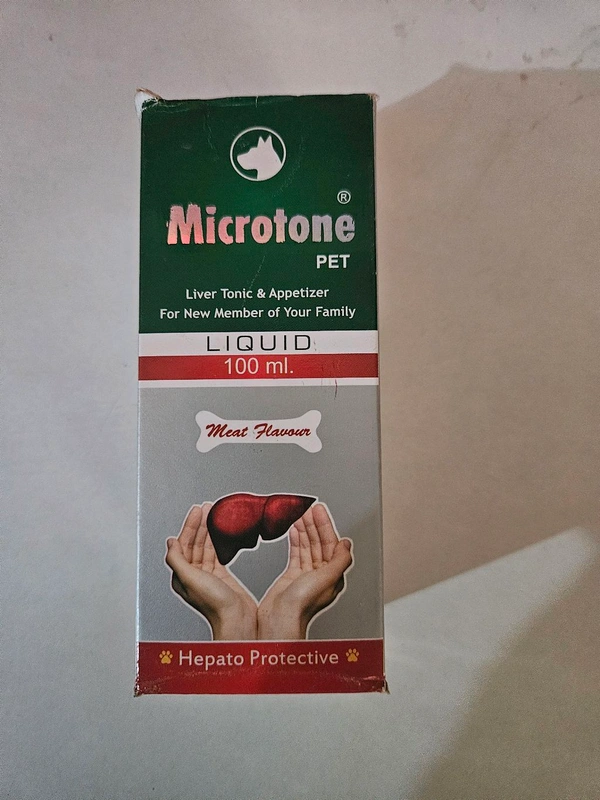 ®
Microtone
PET
Liver Tonic & Appetizer
For New Member of Your Family
LIQUID
100 ml.
Meat Flavour
Hepato Protective